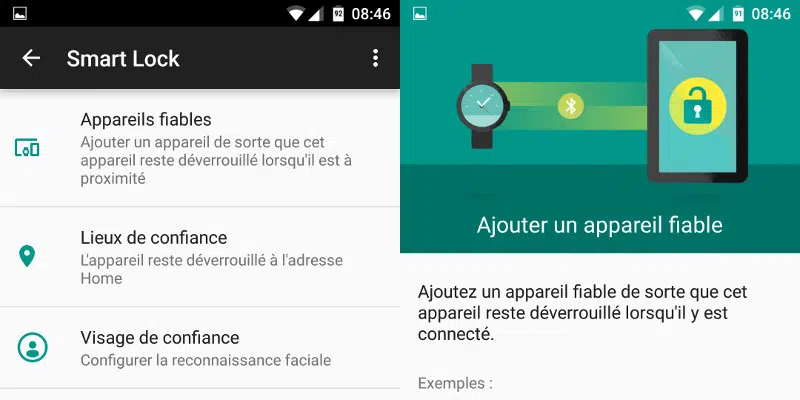 92 08:46
Smart Lock
Appareils fiables
Ajouter un appareil de sorte que cet
appareil reste déverrouillé lorsqu'il est à
proximité
Lieux de confiance
L'appareil reste déverrouillé à l'adresse
Home
Visage de confiance
Configurer la reconnaissance faciale
91 08:46
Ajouter un appareil fiable
Ajoutez un appareil fiable de sorte que cet
appareil reste déverrouillé lorsqu'il y est
connecté.
Exemples :